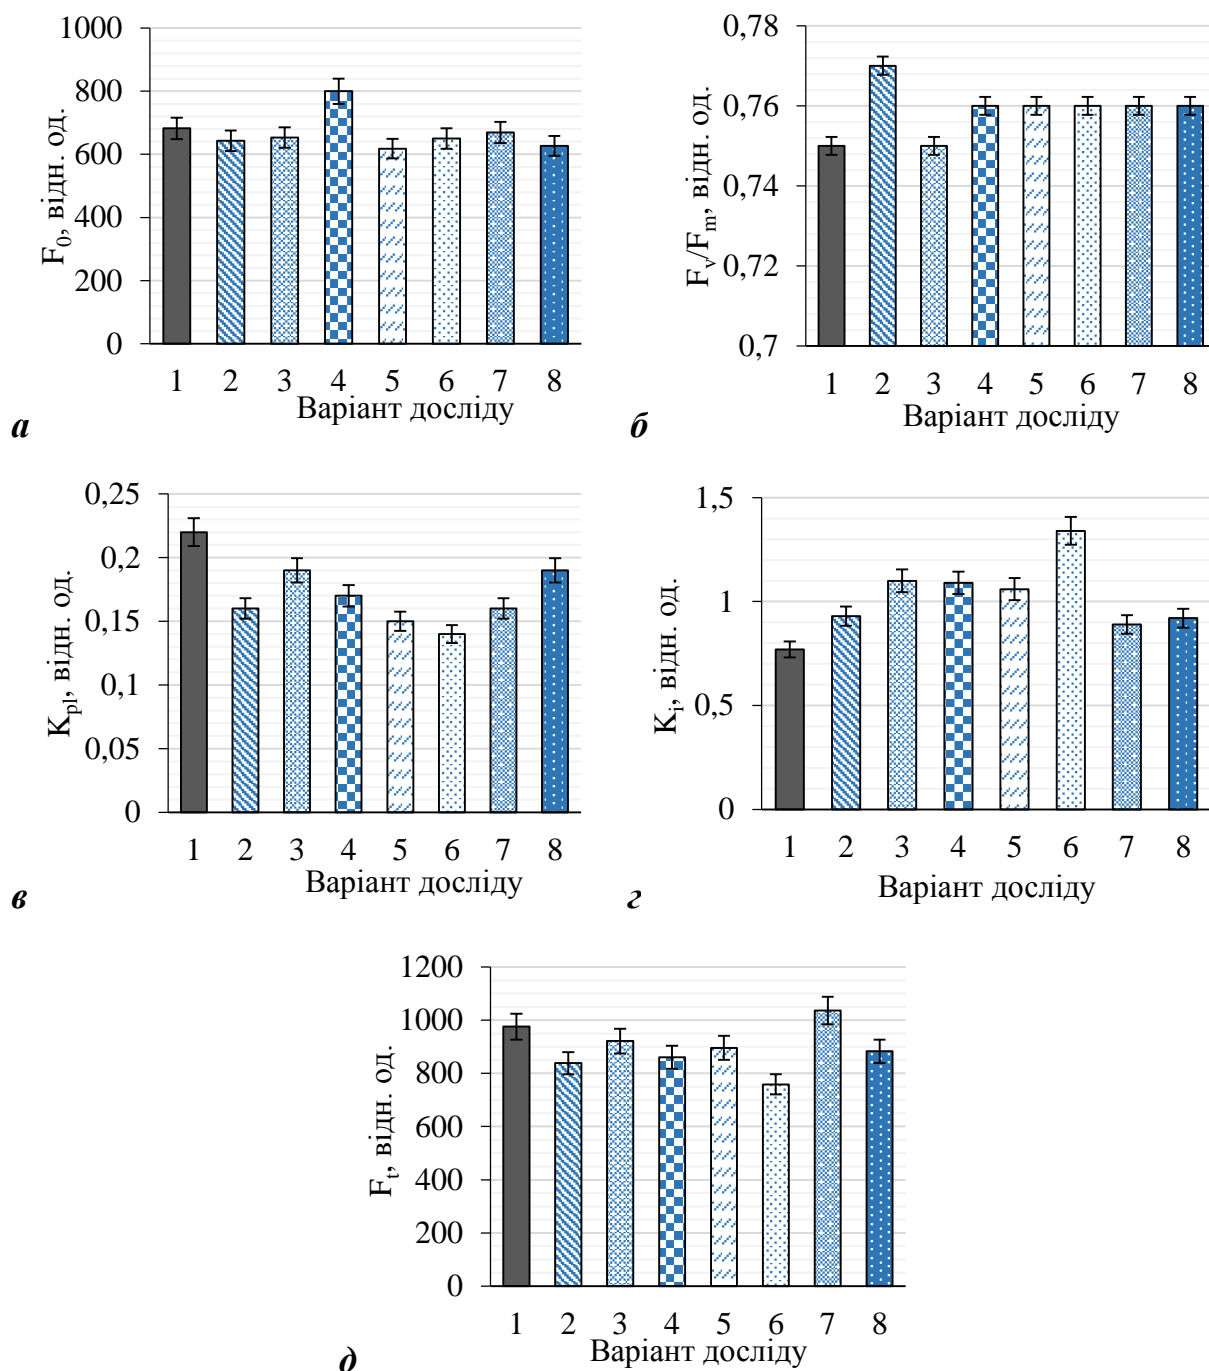 1000
800
600
400
200
0
F0, відн. од.
1 2 3 4 5 6 7 8
Варіант досліду
а
0,78
0,76
0,74
0,72
0,7
Fv/Fm, відн. од.
1 2 3 4 5 6 7 8
Варіант досліду
б
0,25
0,2
0,15
0,1
0,05
0
Kpl, відн. од.
1 2 3 4 5 6 7 8
Варіант досліду
в
1,5
1
0,5
0
Ki, відн. од.
1 2 3 4 5 6 7 8
Варіант досліду
г
1200
1000
800
600
400
200
0
Ft, відн. од.
1 2 3 4 5 6 7 8
Варіант досліду
д